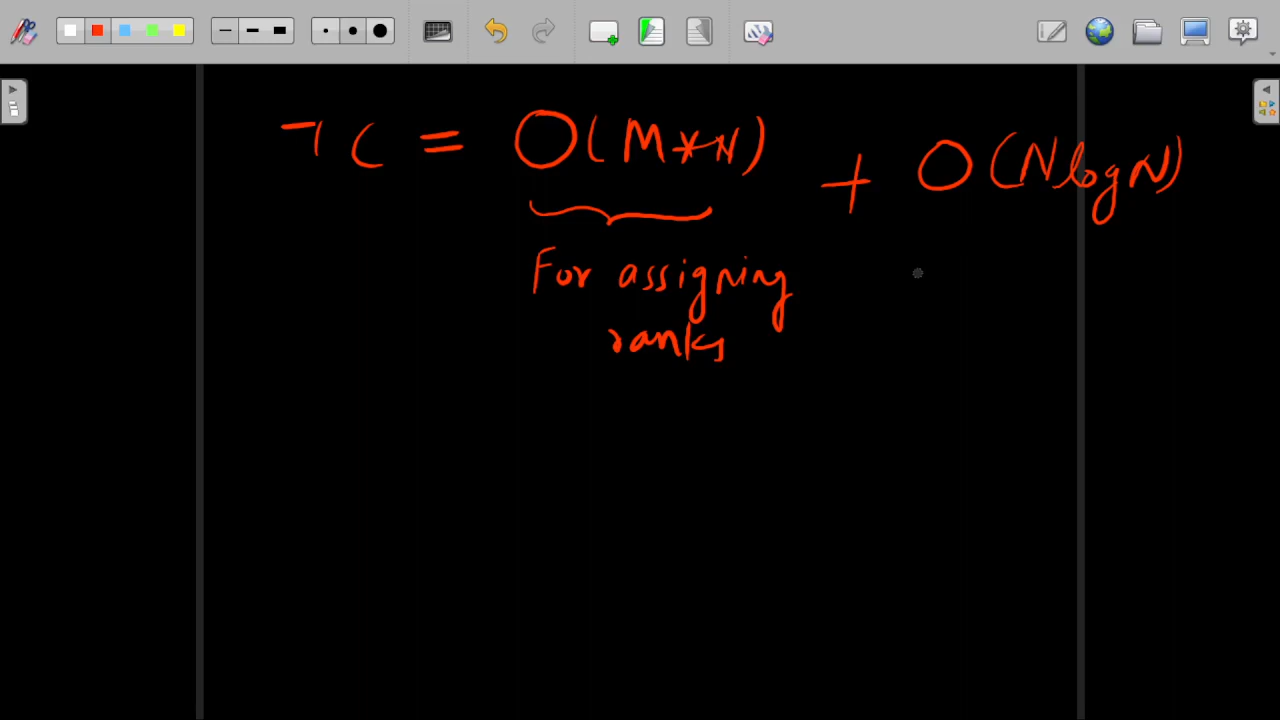 TC = O(M*N) + O(NlogN)
For assigning
ranks